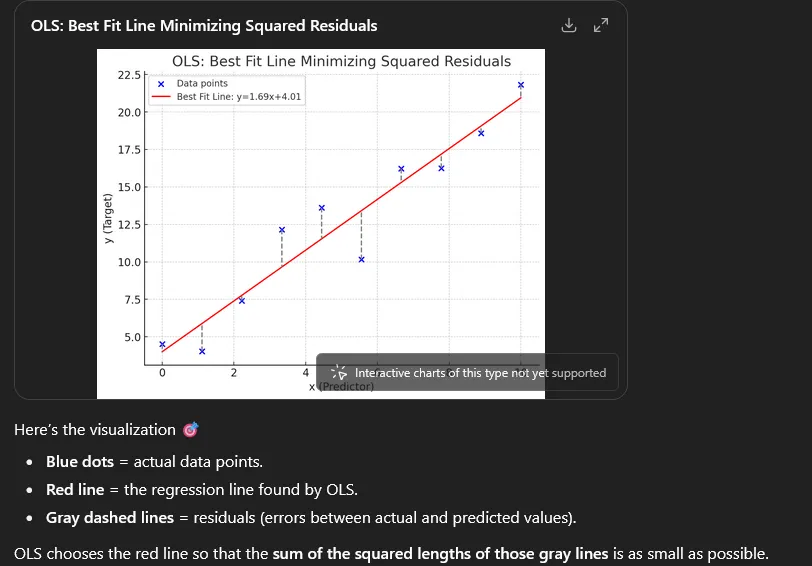 OLS: Best Fit Line Minimizing Squared Residuals
OLS: Best Fit Line Minimizing Squared Residuals
Data points
Best Fit Line: y=1.69x+4.01
22.5
20.0
17.5
15.0
12.5
10.0
7.5
5.0
y (Target)
0 2 4
x (Predictor)
Interactive charts of this type not yet supported
Here's the visualization 🎯
• Blue dots = actual data points.
• Red line = the regression line found by OLS.
• Gray dashed lines = residuals (errors between actual and predicted values).
OLS chooses the red line so that the sum of the squared lengths of those gray lines is as small as possible.